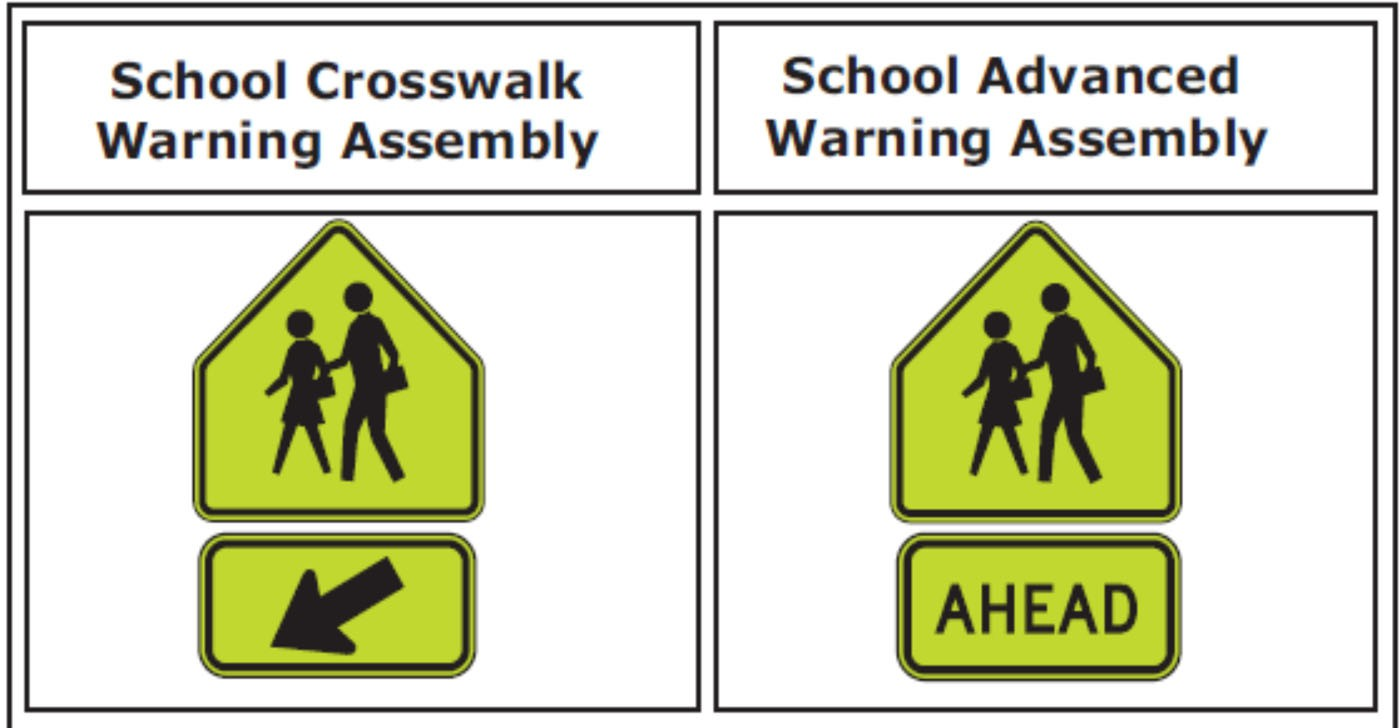 School Crosswalk
Warning Assembly
School Advanced
Warning Assembly
AHEAD